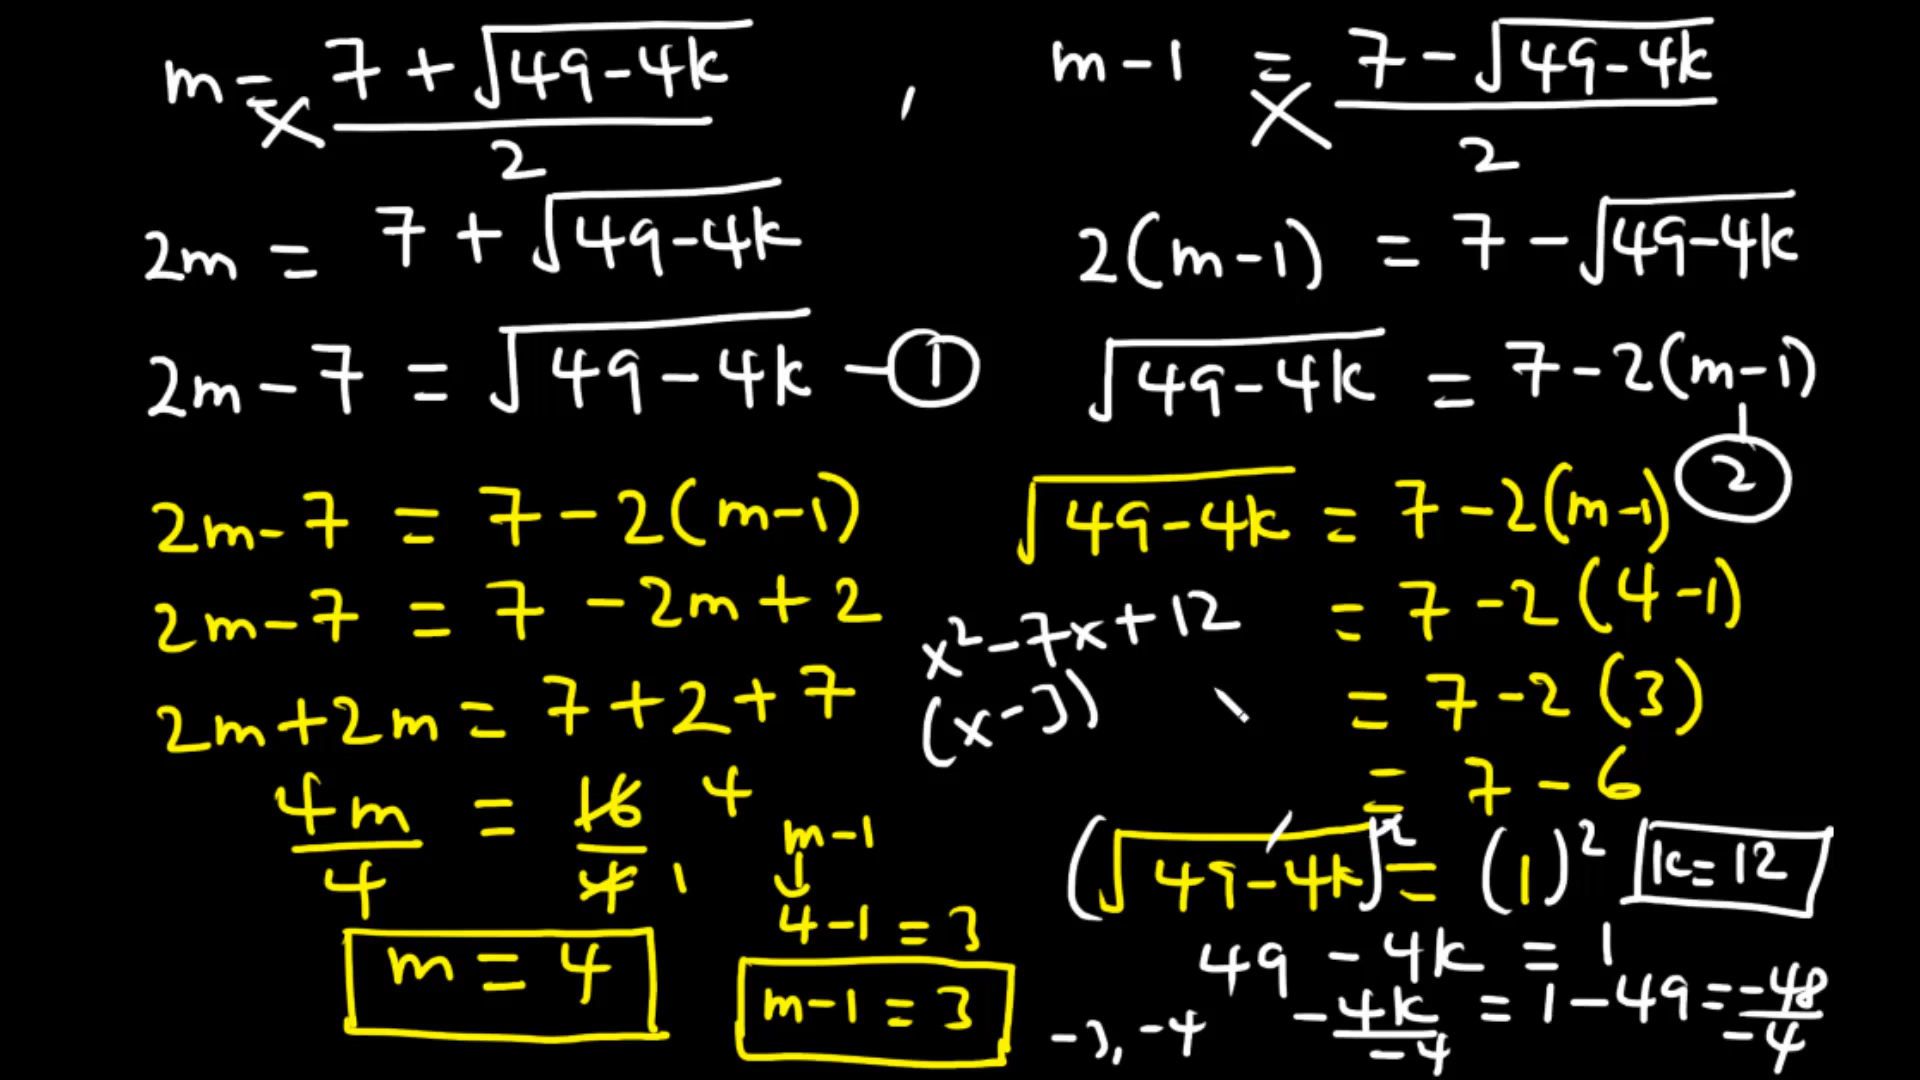 m = 7 + √49 - 4k / 2 , m - 1 = 7 - √49 - 4k / 2
2m = 7 + √49 - 4k
2(m - 1) = 7 - √49 - 4k
2m - 7 = √49 - 4k - ①
√49 - 4k = 7 - 2(m - 1)
②
2m - 7 = 7 - 2(m - 1)
2m - 7 = 7 - 2m + 2
2m + 2m = 7 + 2 + 7
4m / 4 = 16 / 4 4 1
m = 4
m - 1
↓
4 - 1 = 3
m - 1 = 3
x² - 7x + 12
(x - 3)
√49 - 4k = 7 - 2(m - 1)
= 7 - 2(4 - 1)
= 7 - 2(3)
= 7 - 6
(√49 - 4k)² = (1)²
k = 12
49 - 4k = 1
-4k / -4 = 1 - 49 = -48 / -4
-3, -4